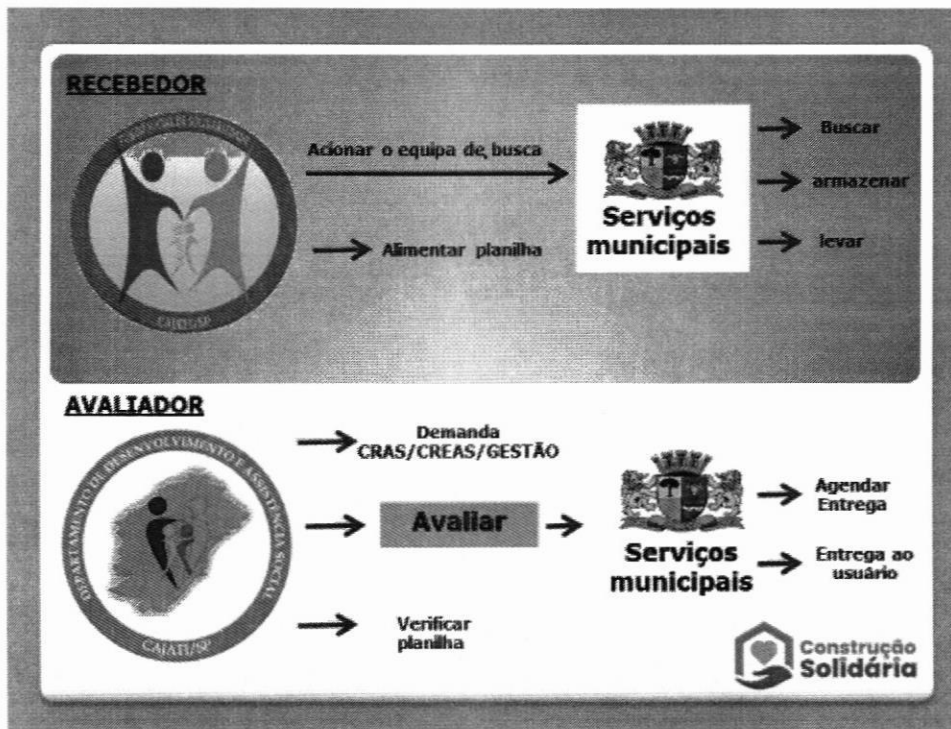 RECEBEDOR
Acionar o equipa de busca
Alimentar planilha
Serviços
municipais
Buscar
armazenar
levar
CAJATI/SP
AVALIADOR
DEPARTAMENTO DE DESENVOLVIMENTO E ASSISTÊNCIA SOCIAL
CAJATI/SP
Demanda
CRAS/CREAS/GESTÃO
Avaliar
Verificar
planilha
Serviços
municipais
Agendar
Entrega
Entrega ao
usuário
Construção
Solidária